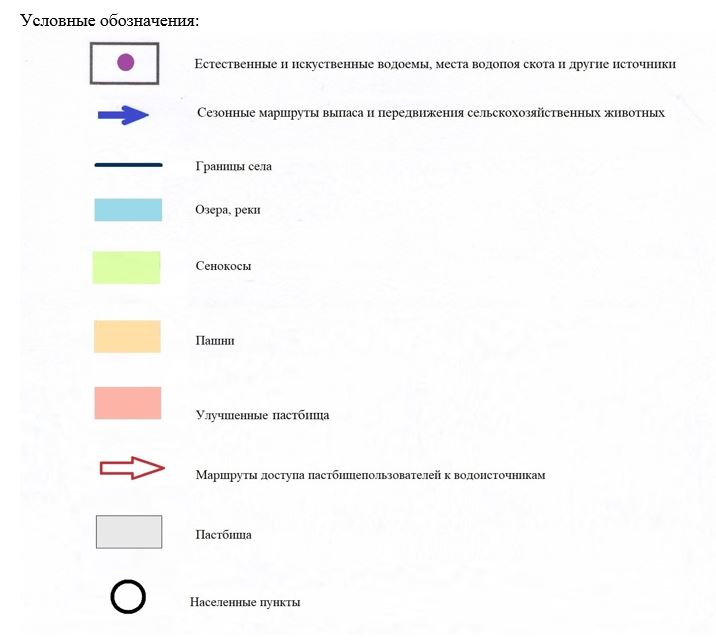 Условные обозначения:
Естественные и искуственные водоемы, места водопоя скота и другие источники
Сезонные маршруты выпаса и передвижения сельскохозяйственных животных
Границы села
Озера, реки
Сенокосы
Пашни
Улучшенные пастбища
Маршруты доступа пастбищепользователей к водоисточникам
Пастбища
Населенные пункты